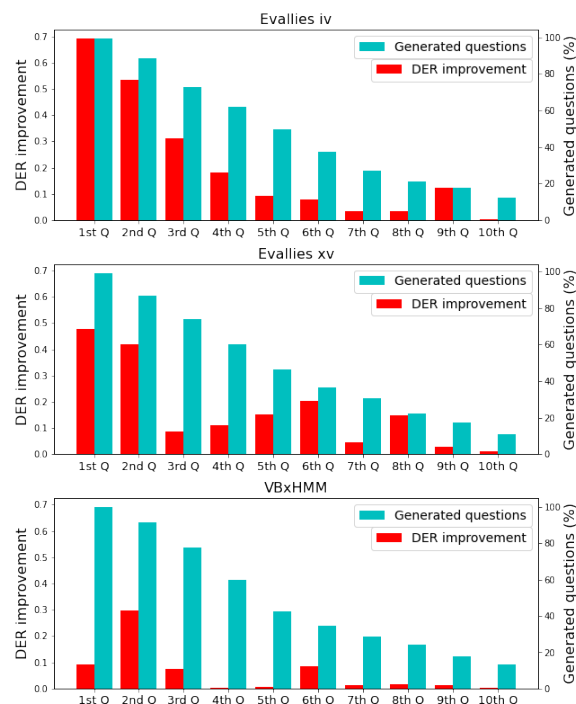 Evallies iv
DER improvement
Generated questions (%)
0.7
0.6
0.5
0.4
0.3
0.2
0.1
0.0
100
80
60
40
20
0
Generated questions
DER improvement
1st Q 2nd Q 3rd Q 4th Q 5th Q 6th Q 7th Q 8th Q 9th Q 10th Q
Evallies xv
DER improvement
Generated questions (%)
0.7
0.6
0.5
0.4
0.3
0.2
0.1
0.0
100
80
60
40
20
0
Generated questions
DER improvement
1st Q 2nd Q 3rd Q 4th Q 5th Q 6th Q 7th Q 8th Q 9th Q 10th Q
VBxHMM
DER improvement
Generated questions (%)
0.7
0.6
0.5
0.4
0.3
0.2
0.1
0.0
100
80
60
40
20
0
Generated questions
DER improvement
1st Q 2nd Q 3rd Q 4th Q 5th Q 6th Q 7th Q 8th Q 9th Q 10th Q